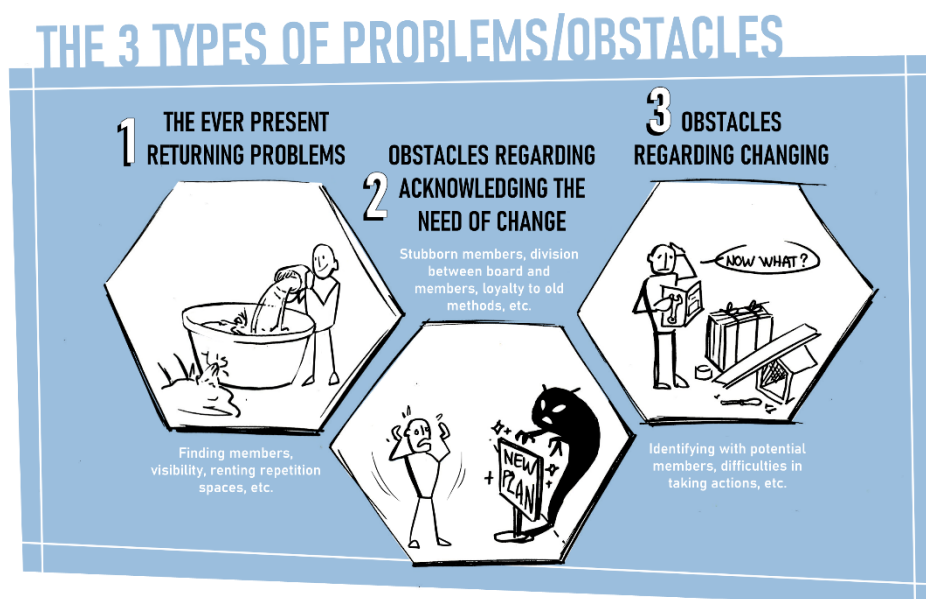 THE 3 TYPES OF PROBLEMS/OBSTACLES
1 THE EVER PRESENT
RETURNING PROBLEMS
Finding members,
visibility, renting repetition
spaces, etc.
OBSTACLES REGARDING
2 ACKNOWLEDGING THE
NEED OF CHANGE
Stubborn members, division
between board and
members, loyalty to old
methods, etc.
NEW
PLAN
3 OBSTACLES
REGARDING CHANGING
NOW WHAT?
Identifying with potential
members, difficulties in
taking actions, etc.